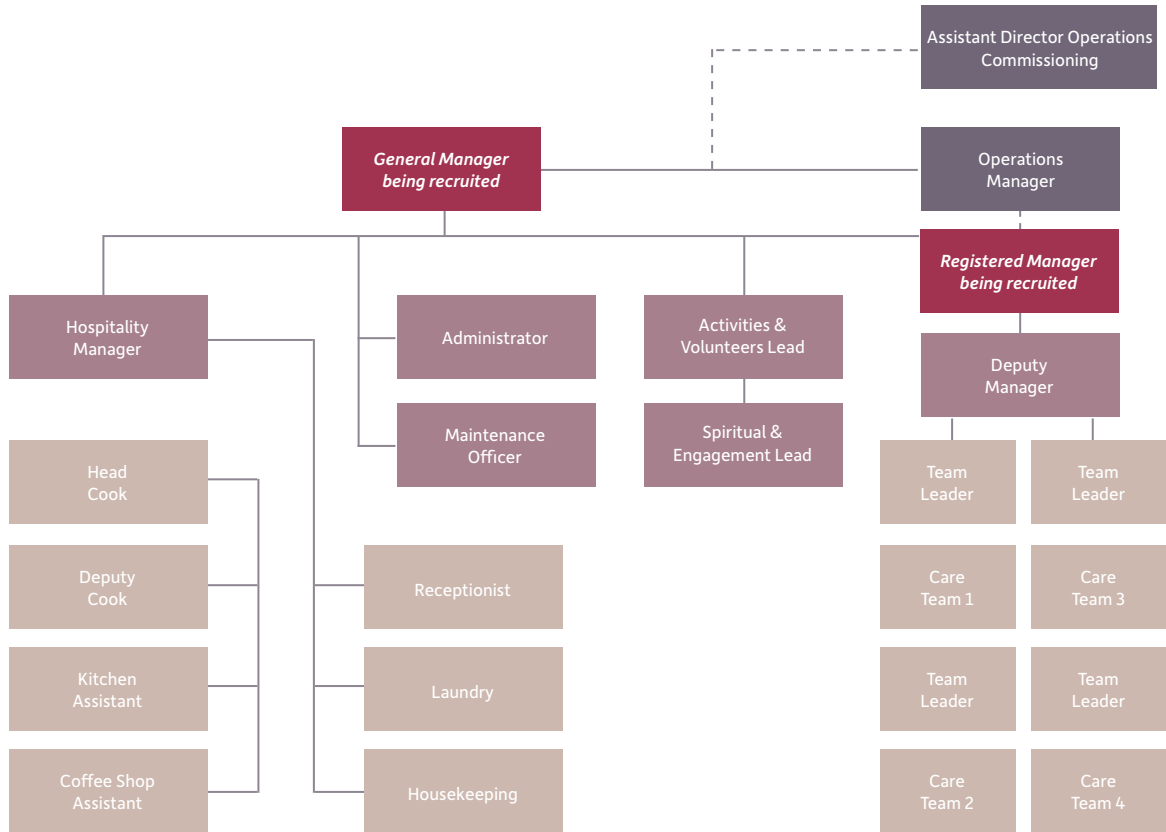 Assistant Director Operations
Commissioning
General Manager
being recruited
Operations
Manager
Registered Manager
being recruited
Hospitality
Manager
Administrator
Activities &
Volunteers Lead
Deputy
Manager
Maintenance
Officer
Spiritual &
Engagement Lead
Head
Cook
Team
Leader
Team
Leader
Deputy
Cook
Receptionist
Care
Team 1
Care
Team 3
Kitchen
Assistant
Laundry
Team
Leader
Team
Leader
Coffee Shop
Assistant
Housekeeping
Care
Team 2
Care
Team 4